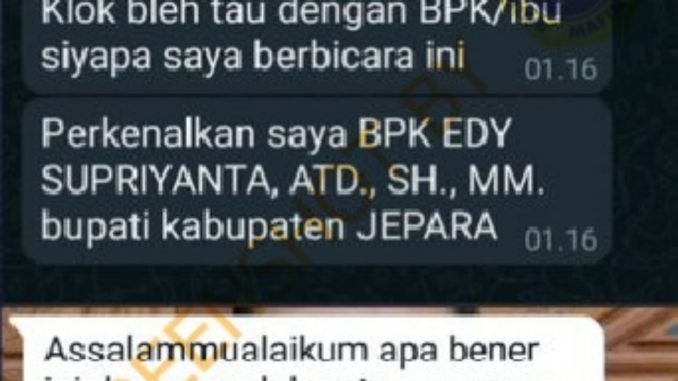 Klok bleh tau dengan BPK/ibu
siyapa saya berbicara ini
01.16
Perkenalkan saya BPK EDY
SUPRIYANTA, ATD., SH., MM.
bupati kabupaten JEPARA
01.16
Assalammualaikum apa bener